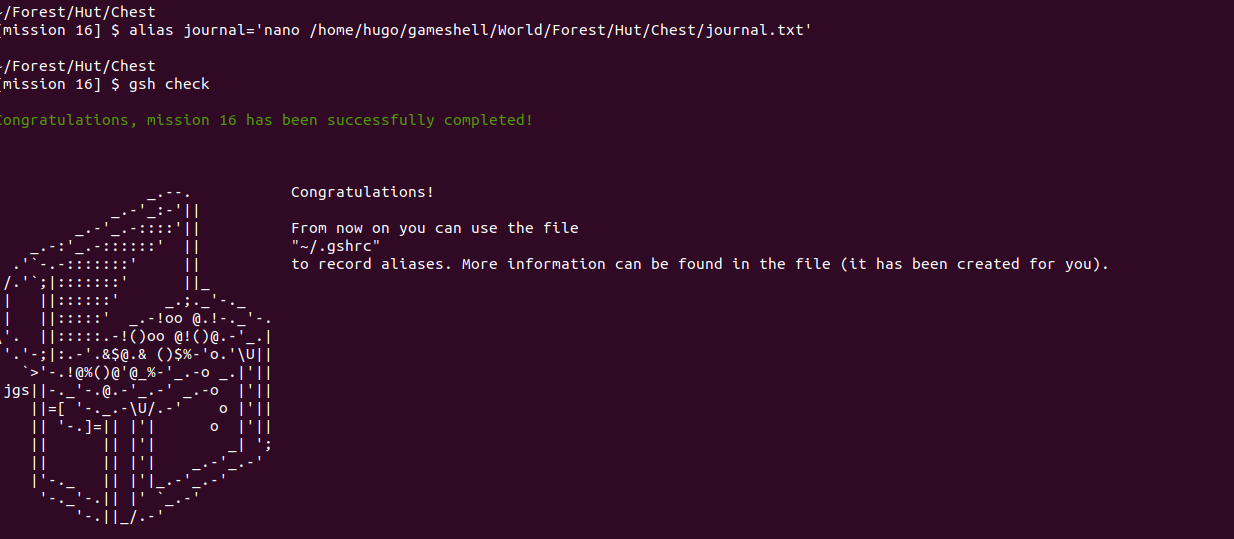 ~/Forest/Hut/Chest
[mission 16] $ alias journal='nano /home/hugo/gameshell/World/Forest/Hut/Chest/journal.txt'
~/Forest/Hut/Chest
[mission 16] $ gsh check
Congratulations, mission 16 has been successfully completed!
Congratulations!
From now on you can use the file
"~/.gshrc"
to record aliases. More information can be found in the file (it has been created for you).
jgs